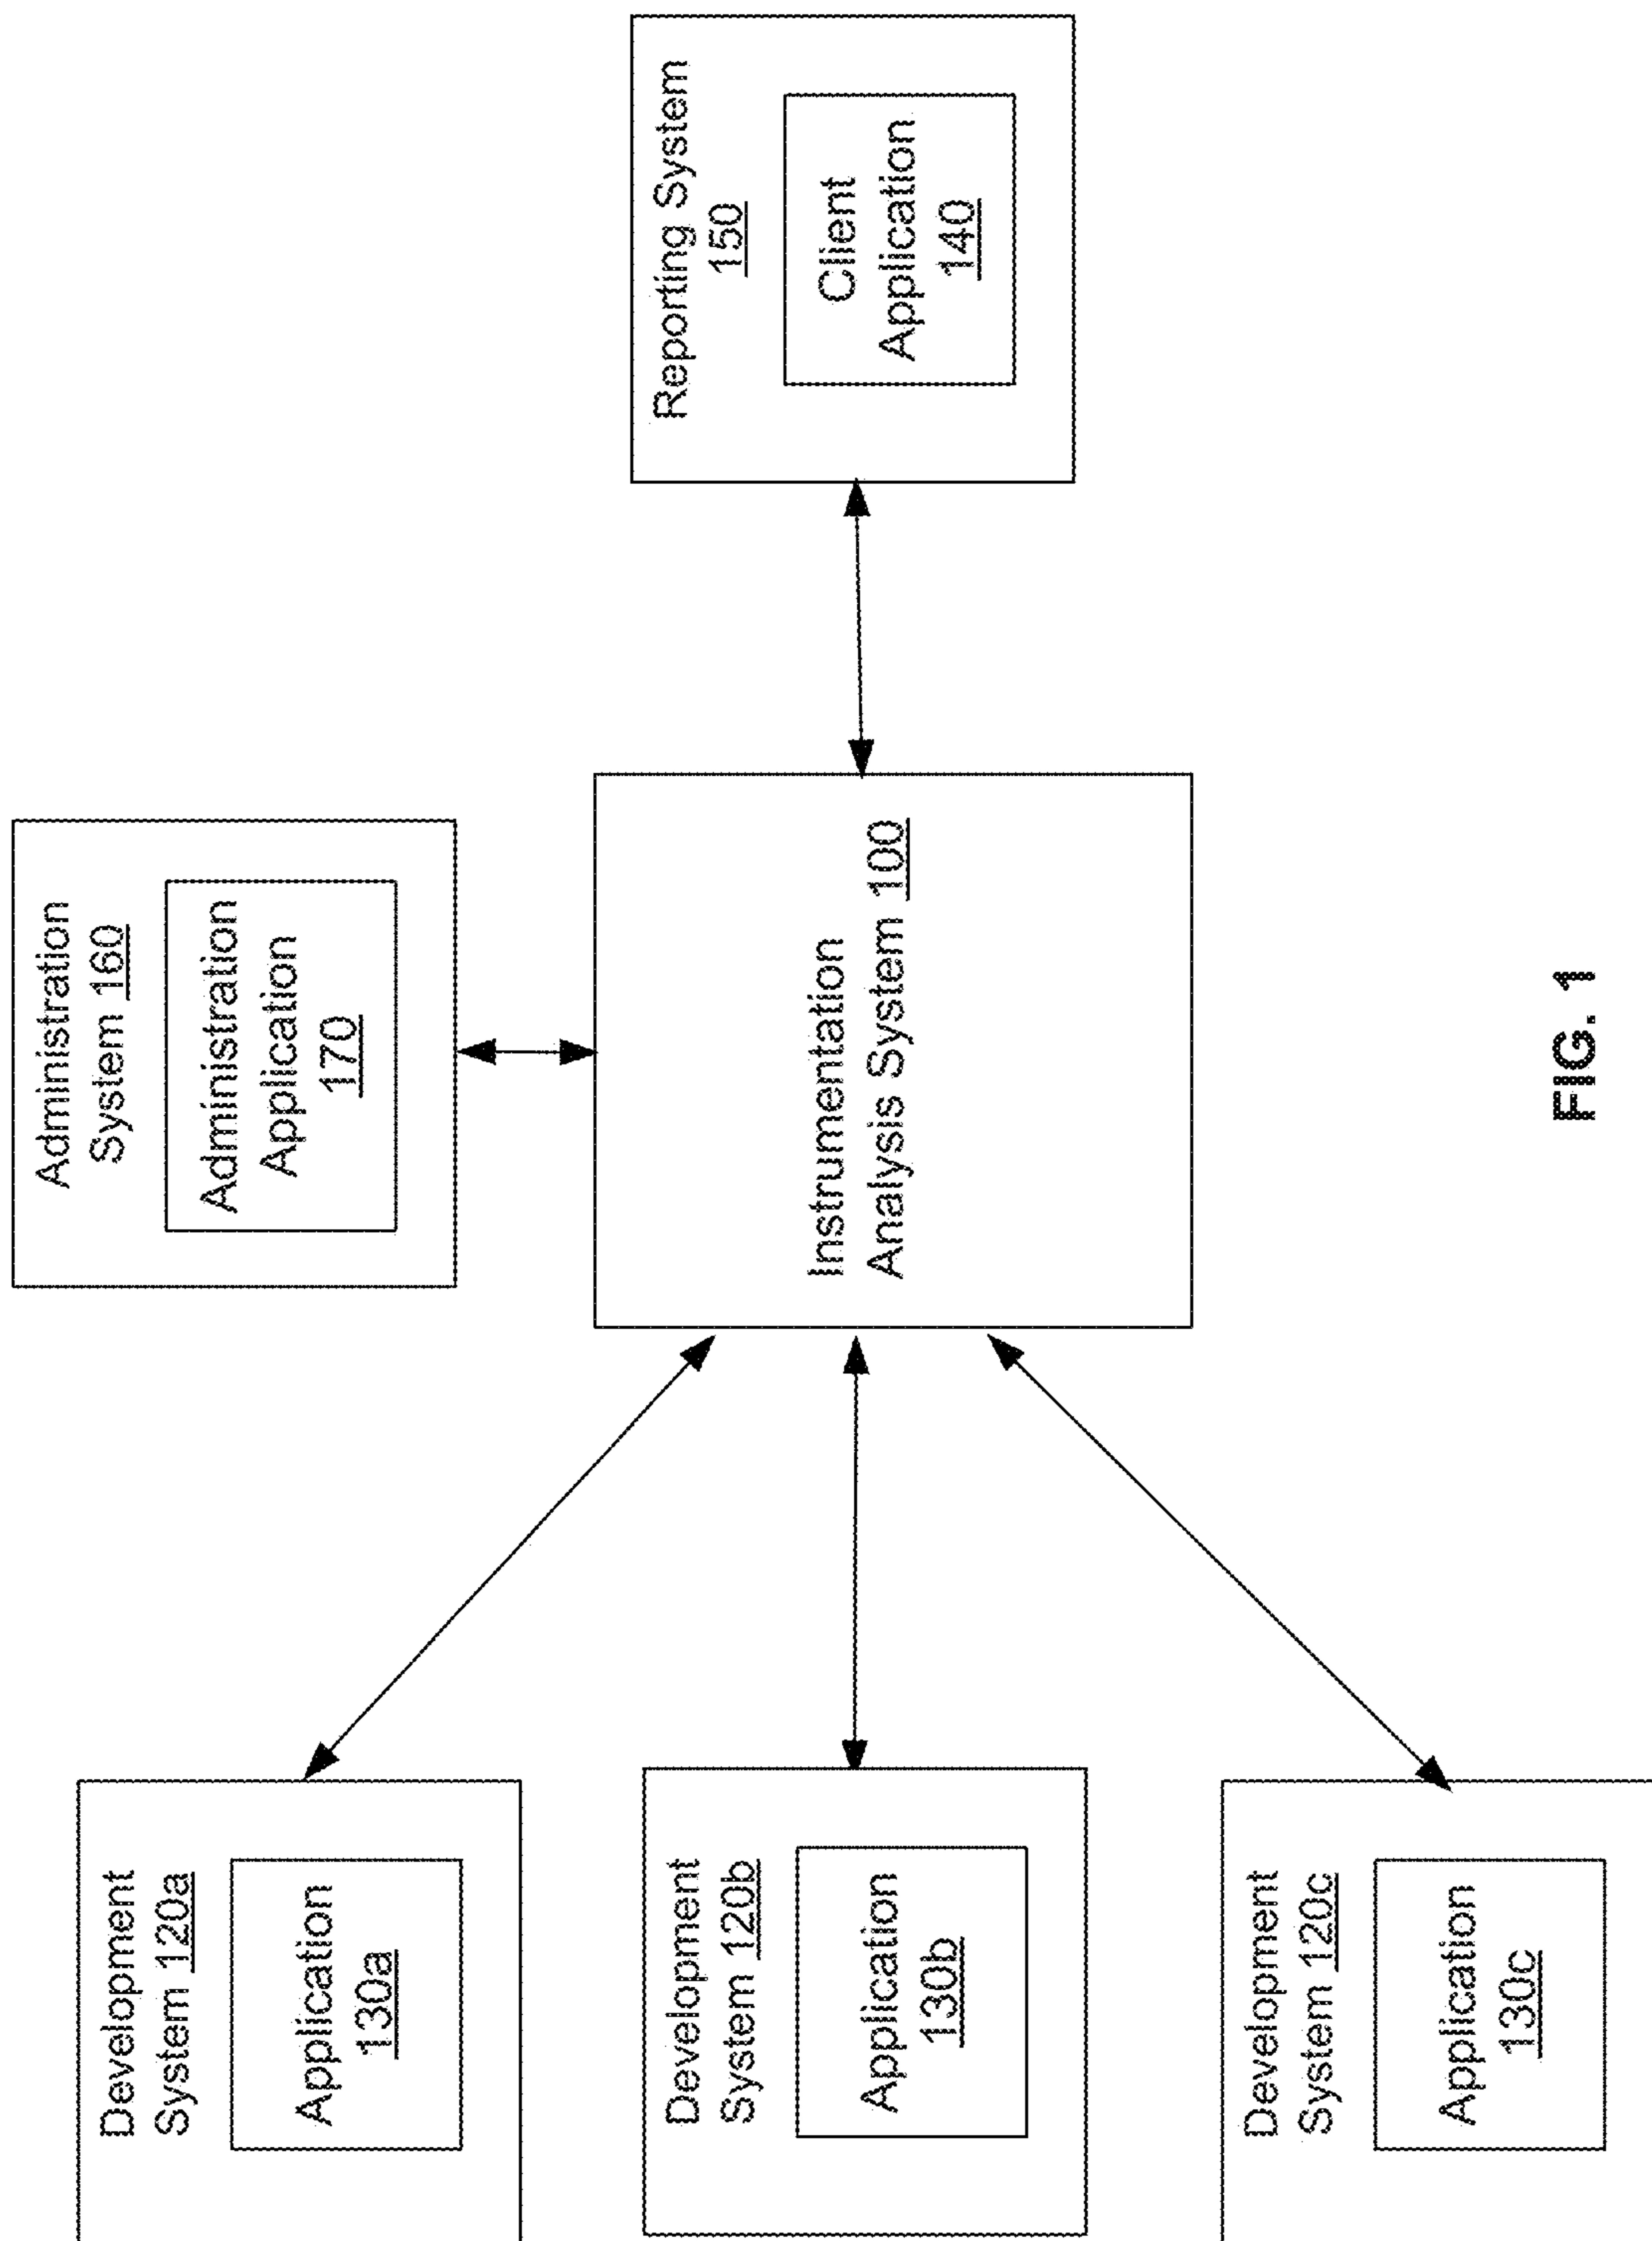 Administration
System 160
Administration
Application
170
Development
System 120a
Application
130a
Reporting System
150
Client
Application
140
Instrumentation
Analysis System 100
Development
System 120b
Application
130b
Development
System 120c
Application
130c
FIG. 1